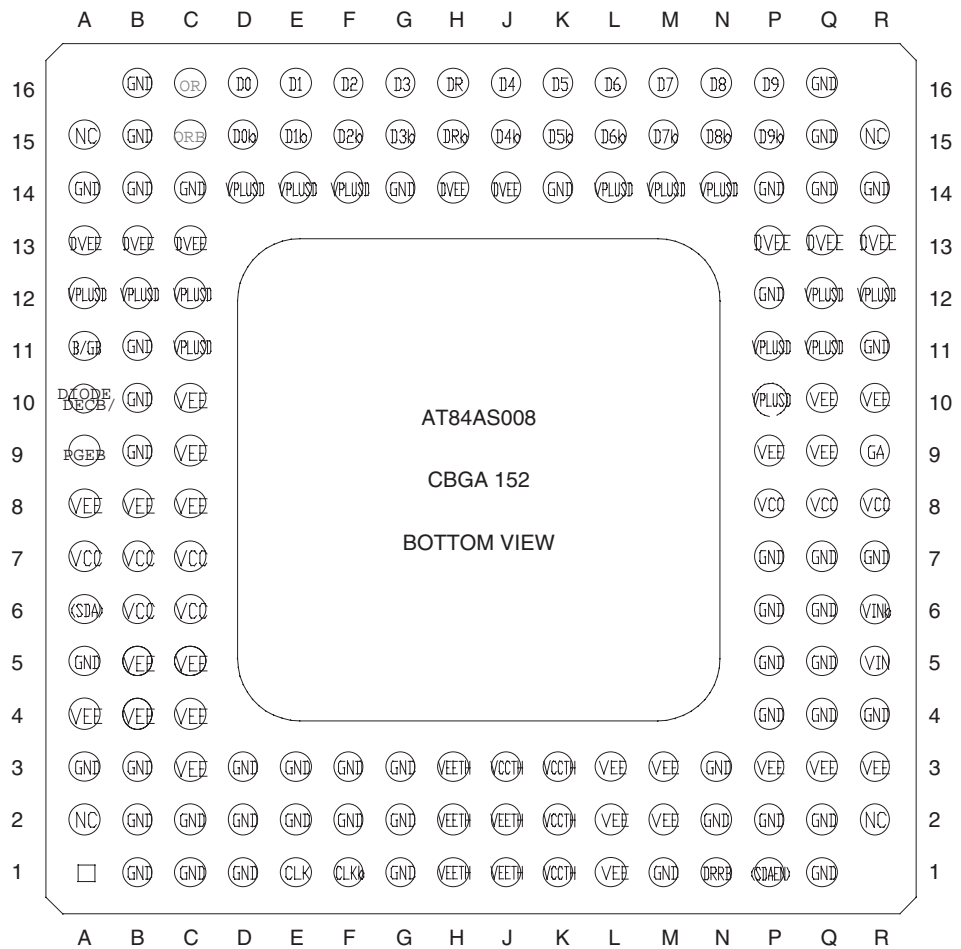 A B C D E F G H J K L M N P Q R
16 GND OR D0 D1 D2 D3 DR D4 D5 D6 D7 D8 D9 GND 16
15 NC GND ORB D0b D1b D2b D3b DRb D4b D5b D6b D7b D8b D9b GND NC 15
14 GND GND GND VPLUSD VPLUSD VPLUSD GND DVEE DVEE GND VPLUSD VPLUSD VPLUSD GND GND GND 14
13 DVEE DVEE DVEE DVEE DVEE DVEE 13
12 VPLUSD VPLUSD VPLUSD GND VPLUSD VPLUSD 12
11 B/GB GND VPLUSD VPLUSD VPLUSD GND 11
DIODE
10 DECB/ GND VEE VPLUSD VEE VEE 10
AT84AS008
9 PGEB GND VEE VEE VEE GA 9
CBGA 152
8 VEE VEE VEE VCC VCC VCC 8
BOTTOM VIEW
7 VCC VCC VCC GND GND GND 7
6 (SDA) VCC VCC GND GND VINb 6
5 GND VEE VEE GND GND VIN 5
4 VEE VEE VEE GND GND GND 4
3 GND GND VEE GND GND GND GND VEETH VCCTH VCCTH VEE VEE GND VEE VEE VEE 3
2 NC GND GND GND GND GND GND VEETH VEETH VCCTH VEE VEE GND GND GND NC 2
1 GND GND GND CLK CLKb GND VEETH VEETH VCCTH VEE GND DRRB (SDAEN) GND 1
A B C D E F G H J K L M N P Q R